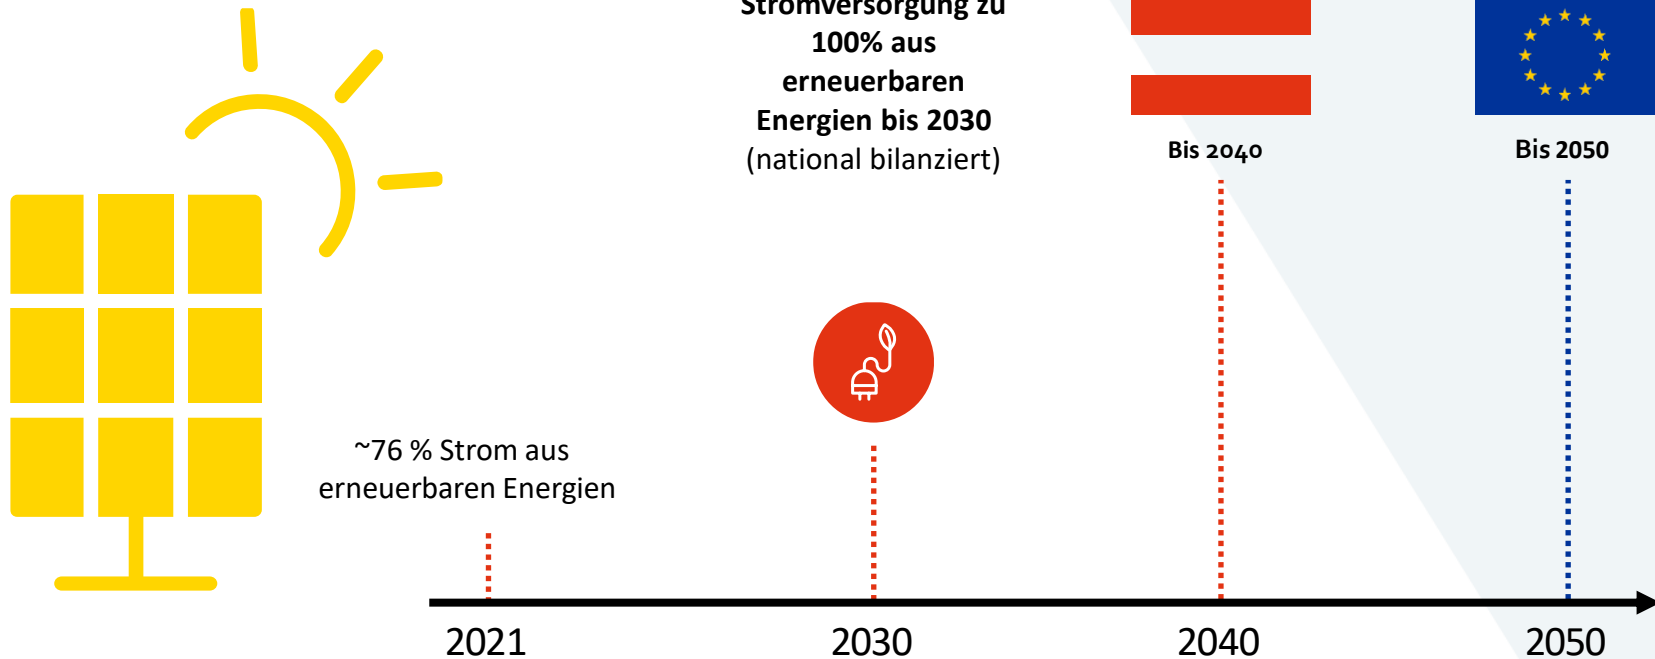 Stromversorgung zu
100% aus
erneuerbaren
Energien bis 2030
(national bilanziert)
Bis 2040
Bis 2050
~76 % Strom aus
erneuerbaren Energien
2021
2030
2040
2050